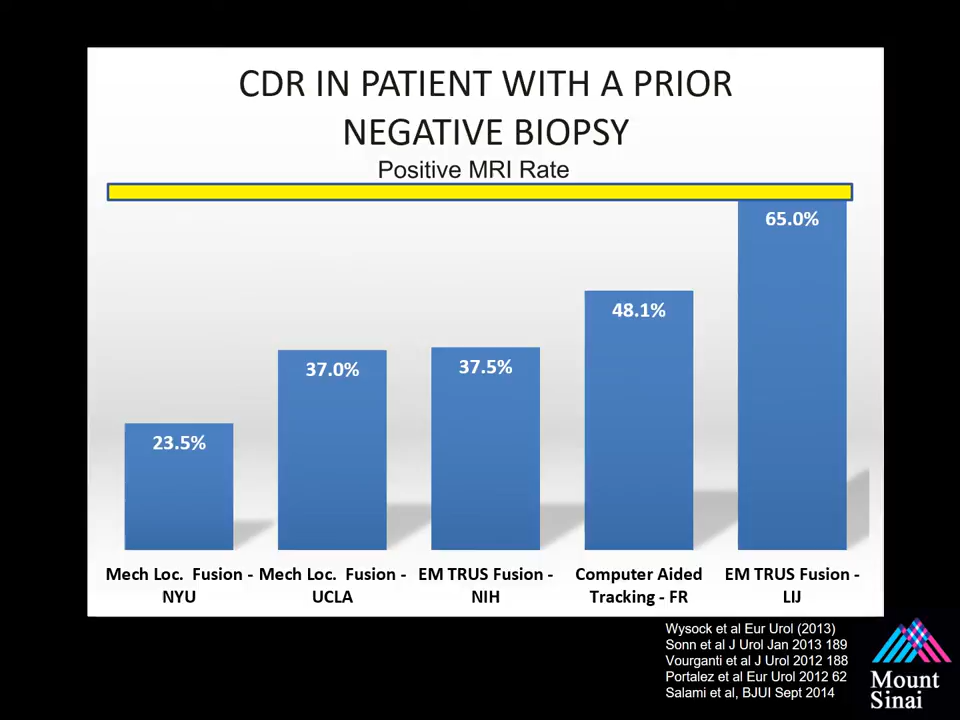 CDR IN PATIENT WITH A PRIOR
NEGATIVE BIOPSY
Positive MRI Rate
23.5%
37.0%
37.5%
48.1%
65.0%
Mech Loc. Fusion -
NYU
Mech Loc. Fusion -
UCLA
EM TRUS Fusion -
NIH
Computer Aided
Tracking - FR
EM TRUS Fusion -
LIJ
Wysock et al Eur Urol (2013)
Sonn et al J Urol Jan 2013 189
Vourganti et al J Urol 2012 188
Portalez et al Eur Urol 2012 62
Salami et al, BJUI Sept 2014
Mount
Sinai